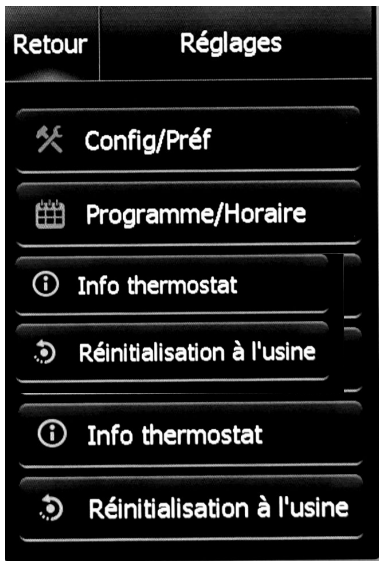 Retour
Réglages
Config/Préf
Programme/Horaire
Info thermostat
Réinitialisation à l'usine
Info thermostat
Réinitialisation à l'usine